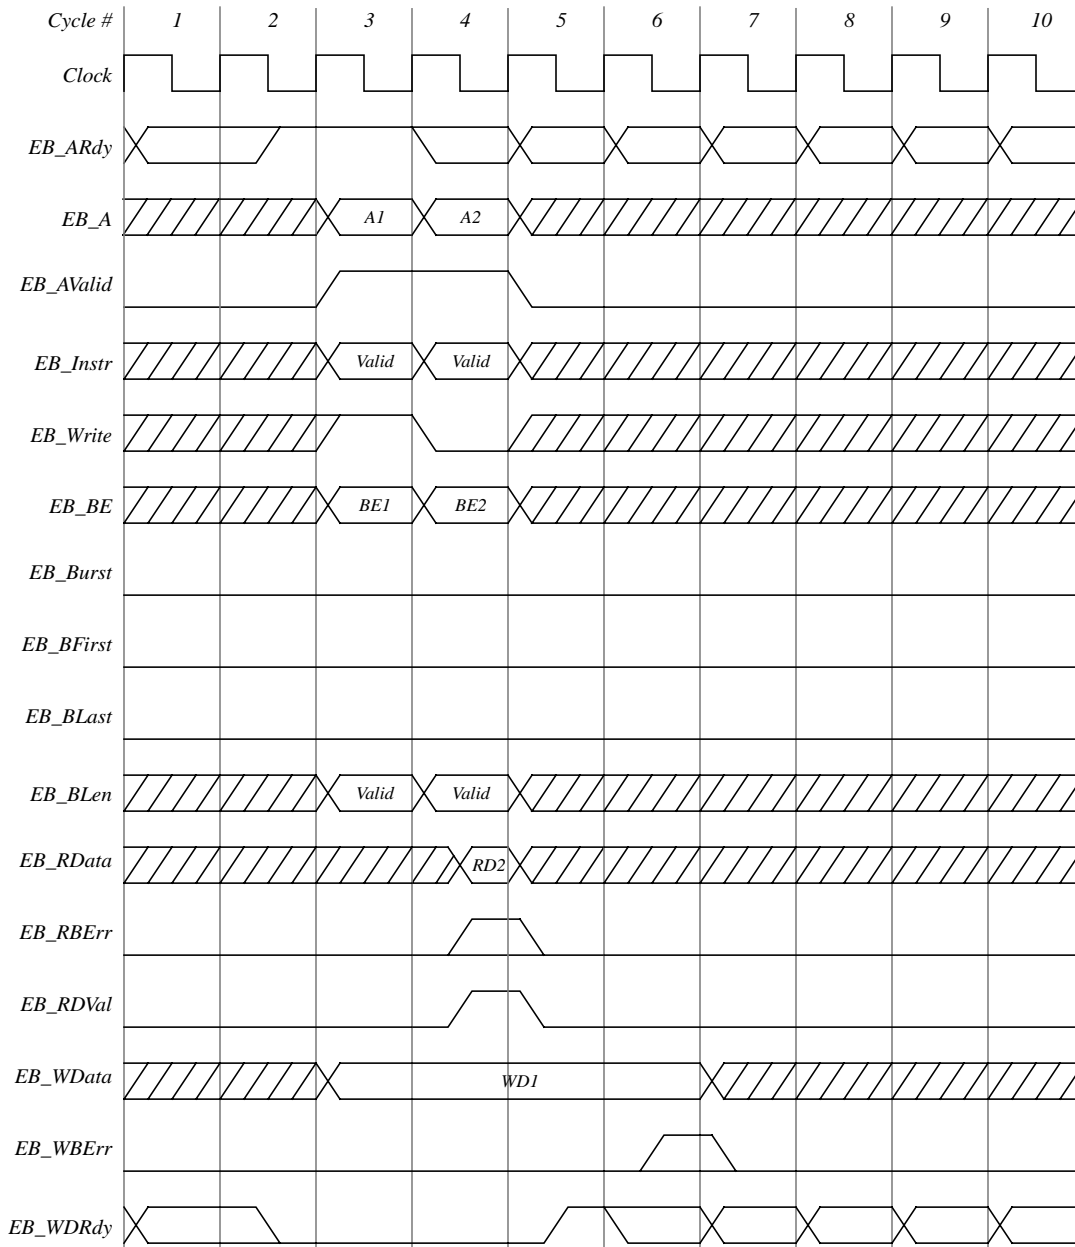 Cycle # 1 2 3 4 5 6 7 8 9 10
Clock
EB_ARdy
EB_A A1 A2
EB_AValid
EB_Instr Valid Valid
EB_Write
EB_BE BE1 BE2
EB_Burst
EB_BFirst
EB_BLast
EB_BLen Valid Valid
EB_RData RD2
EB_RBErr
EB_RDVal
EB_WData WD1
EB_WBErr
EB_WDRdy